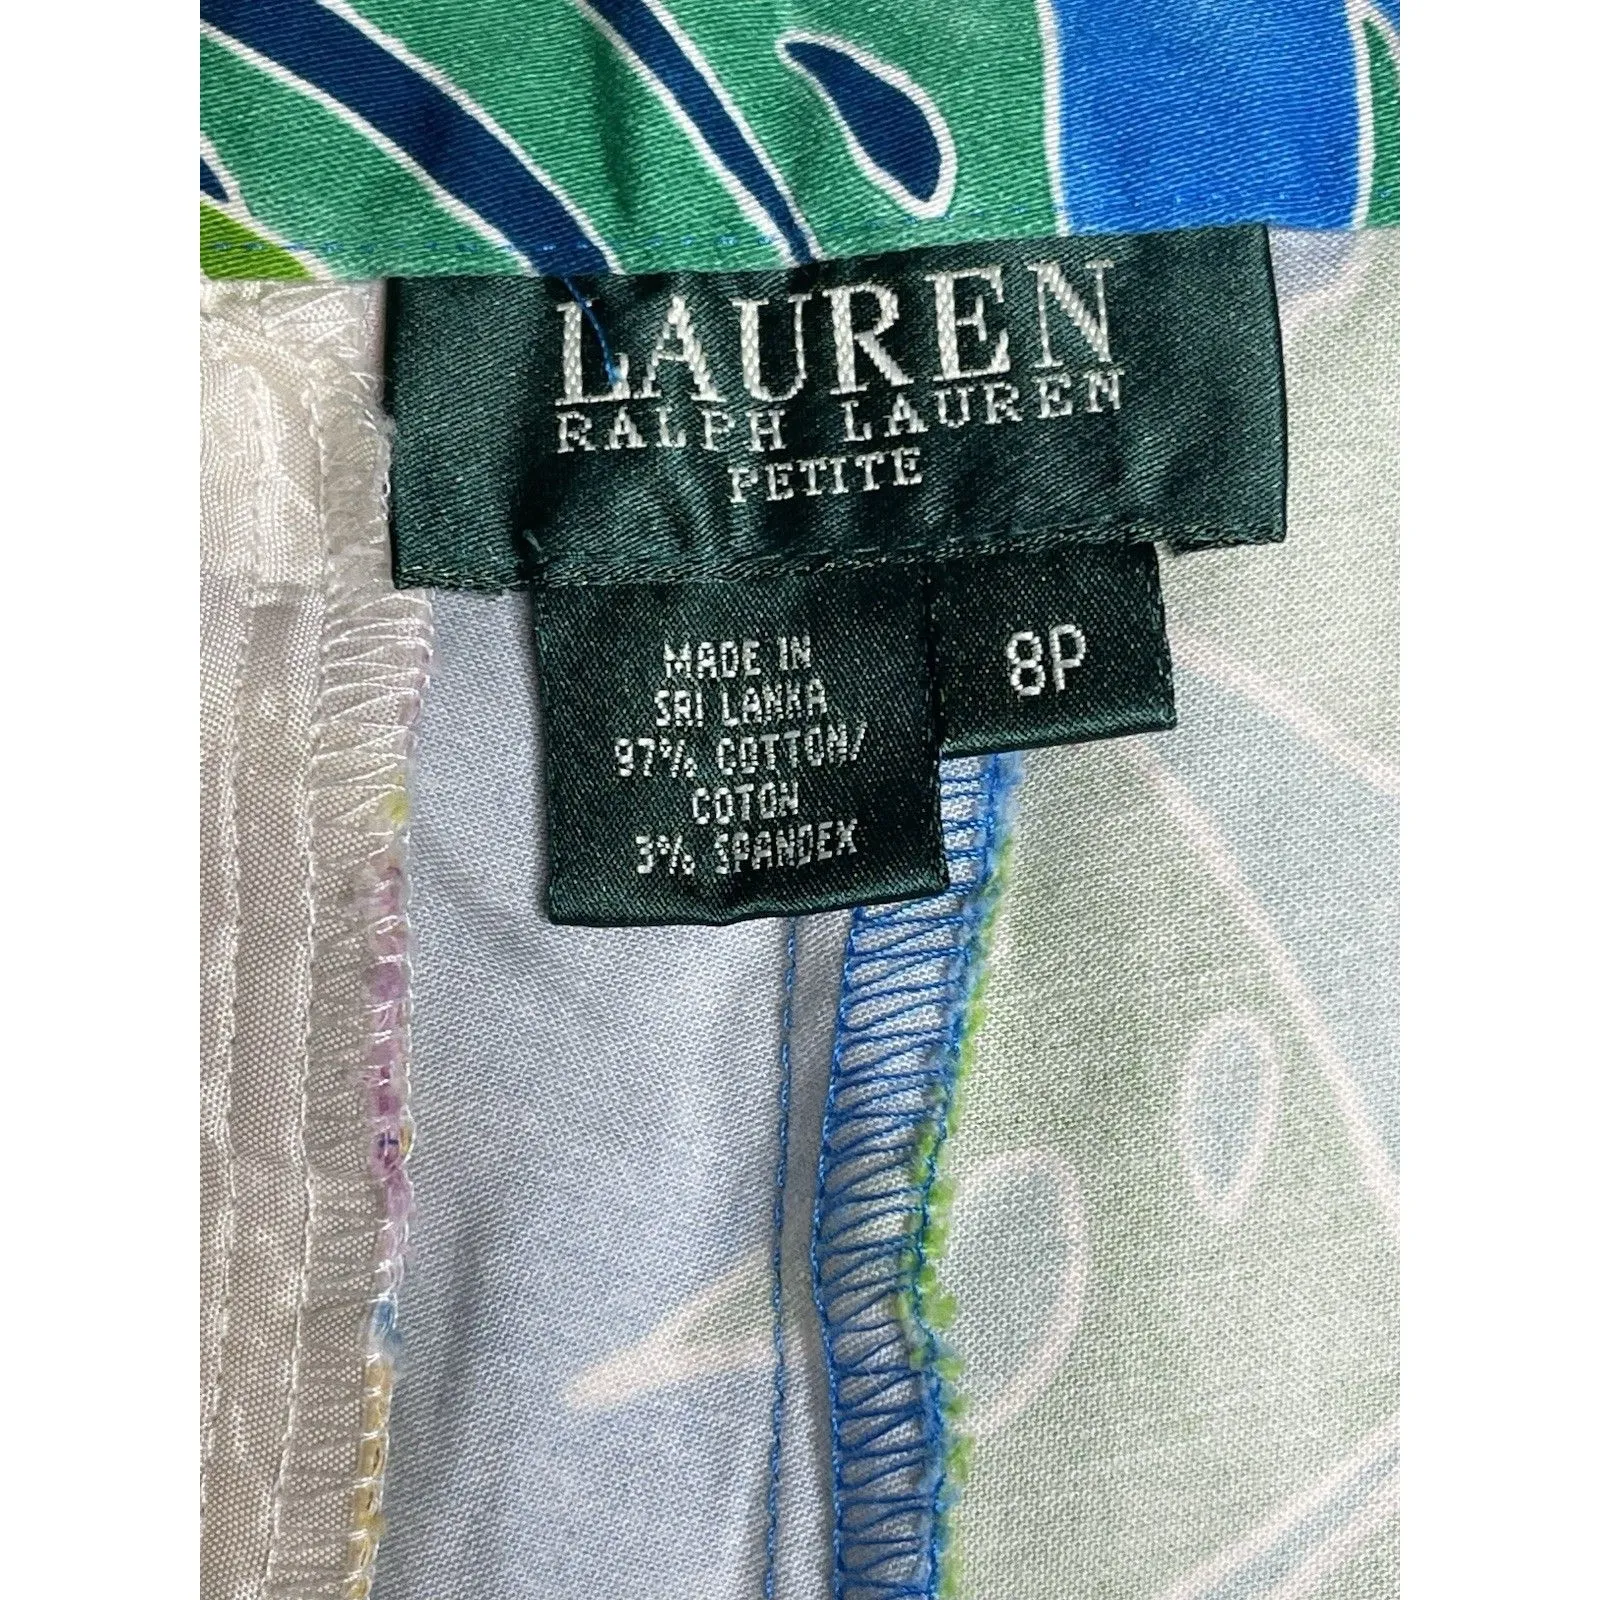 LAUREN
RALPH LAUREN
PETITE
MADE IN
SRI LANKA
97% COTTON/
COTON
3% SPANDEX
8P